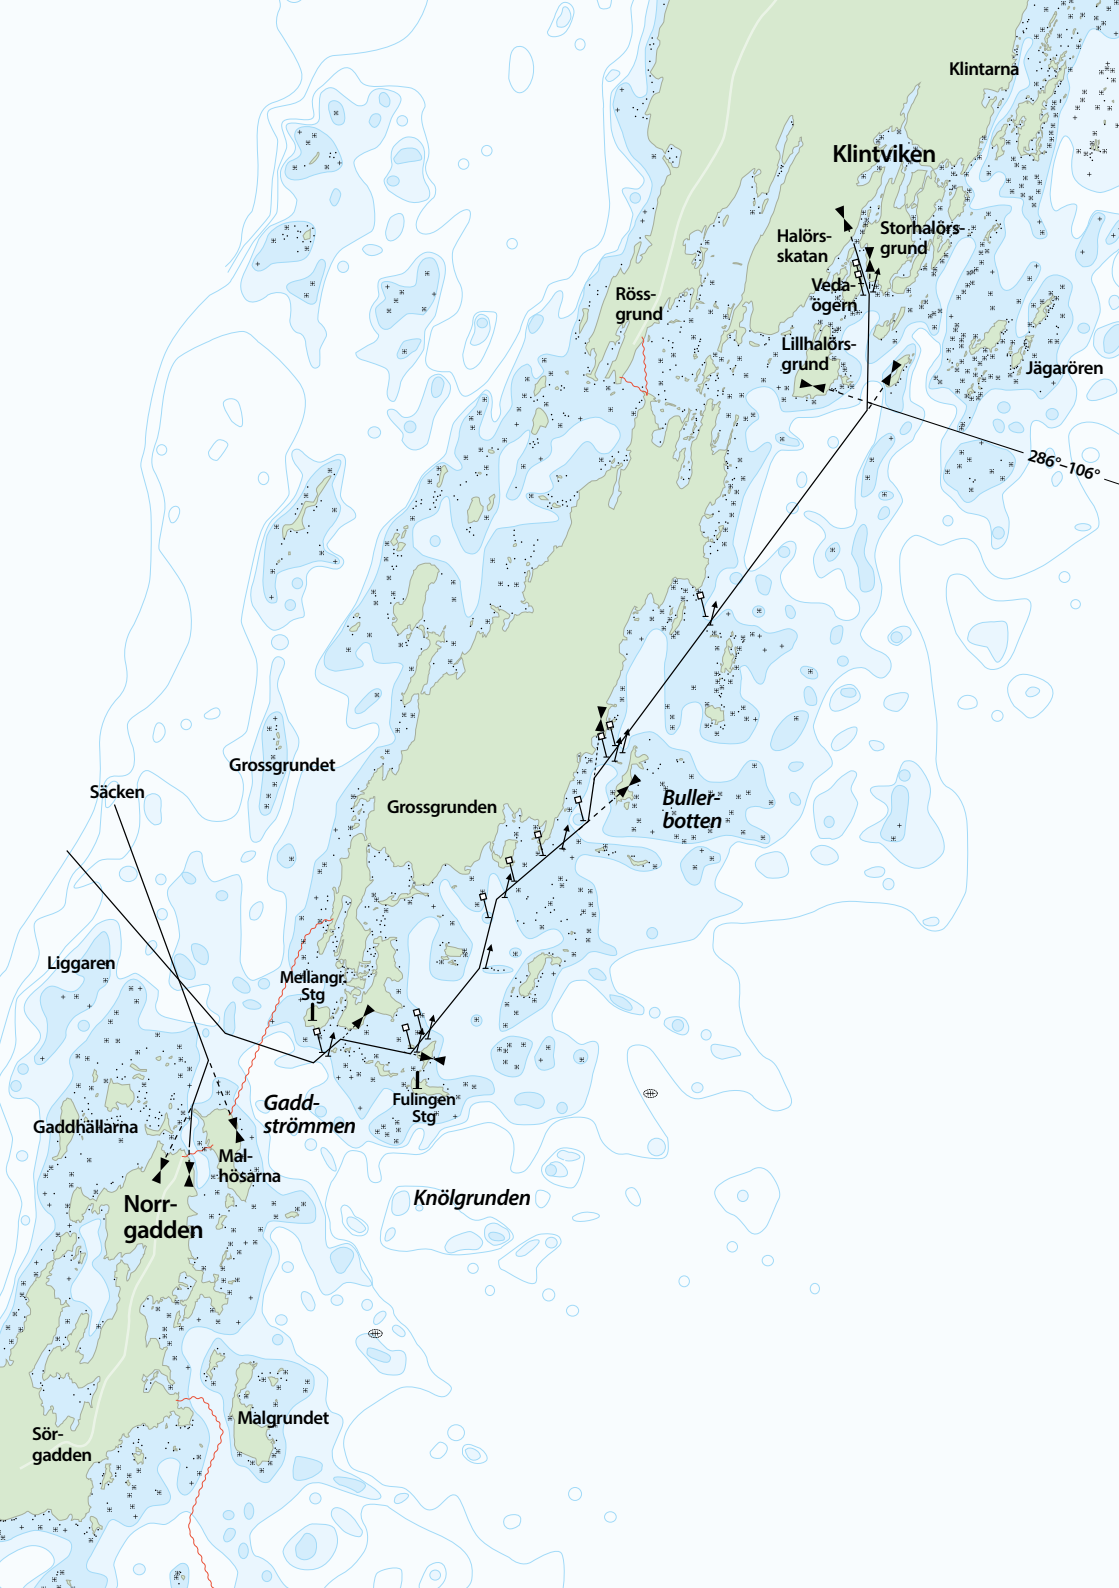 Klintarna
Klintviken
Halörs-
skatan
Storhalörs-
grund
Veda-
ögern
Röss-
grund
Lillhalörs-
grund
Jägarören
286°–106°
Grossgrundet
Säcken
Grossgrunden
Buller-
botten
Liggaren
Mellangr.
Stg
Gadd-
strömmen
Fulingen
Stg
Gaddhällarna
Mal-
hösarna
Norr-
gadden
Knölgrunden
Malgrundet
Sör-
gadden